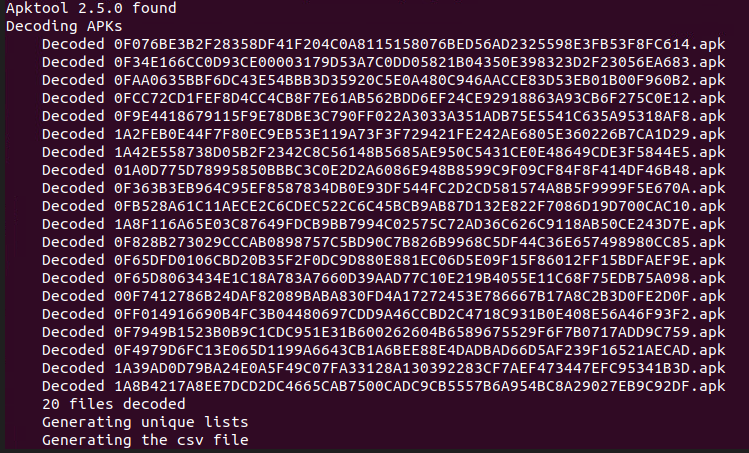 Apktool 2.5.0 found
Decoding APKs
Decoded 0F076BE3B2F28358DF41F204C0A8115158076BED56AD2325598E3FB53F8FC614.apk
Decoded 0F34E166CC0D93CE00003179D53A7C0DD05821B04350E398323D2F23056EA683.apk
Decoded 0FAA0635BBF6DC43E54BBB3D35920C5E0A480C946AACCE83D53EB01B00F960B2.apk
Decoded 0FCC72CD1FEF8D4CC4CB8F7E61AB562BDD6EF24CE92918863A93CB6F275C0E12.apk
Decoded 0F9E4418679115F9E78DBE3C790FF022A3033A351ADB75E5541C635A95318AF8.apk
Decoded 1A2FEB0E44F7F80EC9EB53E119A73F3F729421FE242AE6805E360226B7CA1D29.apk
Decoded 1A42E558738D05B2F2342C8C56148B5685AE950C5431CE0E48649CDE3F5844E5.apk
Decoded 01A0D775D78995850BBBC3C0E2D2A6086E948B8599C9F09CF84F8F414DF46B48.apk
Decoded 0F363B3EB964C95EF8587834DB0E93DF544FC2D2CD581574A8B5F9999F5E670A.apk
Decoded 0FB528A61C11AECE2C6CDEC522C6C45BCB9AB87D132E822F7086D19D700CAC10.apk
Decoded 1A8F116A65E03C87649FDCB9BB7994C02575C72AD36C626C9118AB50CE243D7E.apk
Decoded 0F828B273029CCCAB0898757C5BD90C7B826B9968C5DF44C36E657498980CC85.apk
Decoded 0F65DFD0106CBD20B35F2F0DC9D880E881EC06D5E09F15F86012FF15BDFAEF9E.apk
Decoded 0F65D8063434E1C18A783A7660D39AAD77C10E219B4055E11C68F75EDB75A098.apk
Decoded 00F7412786B24DAF82089BABA830FD4A17272453E786667B17A8C2B3D0FE2D0F.apk
Decoded 0FF014916690B4FC3B04480697CDD9A46CCBD2C4718C931B0E408E56A46F93F2.apk
Decoded 0F7949B1523B0B9C1CDC951E31B600262604B6589675529F6F7B0717ADD9C759.apk
Decoded 0F4979D6FC13E065D1199A6643CB1A6BEE88E4DADBAD66D5AF239F16521AECAD.apk
Decoded 1A39AD0D79BA24E0A5F49C07FA33128A130392283CF7AEF473447EFC95341B3D.apk
Decoded 1A8B4217A8EE7DCD2DC4665CAB7500CADC9CB5557B6A954BC8A29027EB9C92DF.apk
20 files decoded
Generating unique lists
Generating the csv file